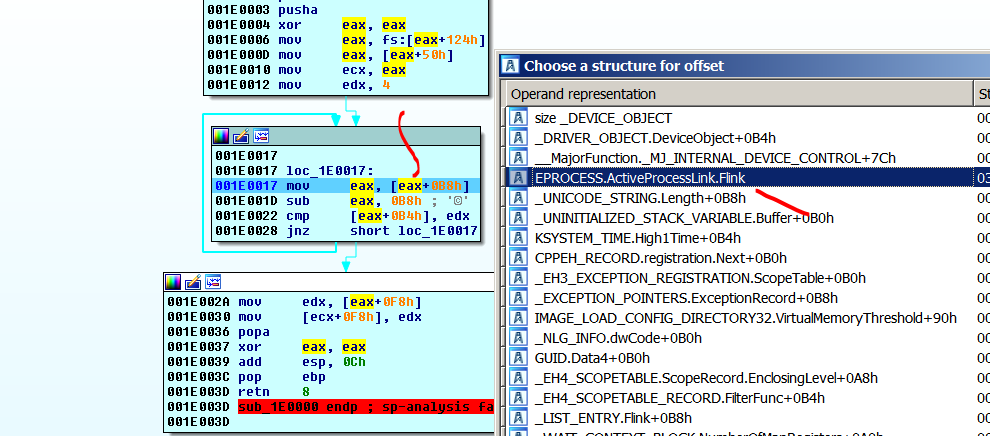 001E0003 pusha
001E0004 xor eax, eax
001E0006 mov eax, fs:[eax+124h]
001E000D mov eax, [eax+50h]
001E0010 mov ecx, eax
001E0012 mov edx, 4
001E0017
001E0017 loc_1E0017:
001E0017 mov eax, [eax+0B8h]
001E001D sub eax, 0B8h ;
001E0022 cmp [eax+0B4h], edx
001E0028 jnz short loc_1E0017
001E002A mov edx, [eax+0F8h]
001E0030 mov [ecx+0F8h], edx
001E0036 popa
001E0037 xor eax, eax
001E0039 add esp, 0Ch
001E003C pop ebp
001E003D retn 8
001E003D sub_1E0000 endp ; sp-analysis fa
001E003D
Choose a structure for offset
Operand representation
size _DEVICE_OBJECT
_DRIVER_OBJECT.DeviceObject+0B4h
__MajorFunction._MJ_INTERNAL_DEVICE_CONTROL+7Ch
EPROCESS.ActiveProcessLink.Flink
_UNICODE_STRING.Length+0B8h
_UNINITIALIZED_STACK_VARIABLE.Buffer+0B0h
KSYSTEM_TIME.High1Time+0B4h
CPPEH_RECORD.registration.Next+0B0h
_EH3_EXCEPTION_REGISTRATION.ScopeTable+0B0h
_EXCEPTION_POINTERS.ExceptionRecord+0B8h
IMAGE_LOAD_CONFIG_DIRECTORY32.VirtualMemoryThreshold+90h
_NLG_INFO.dwCode+0B0h
GUID.Data4+0B0h
_EH4_SCOPETABLE.ScopeRecord.EnclosingLevel+0A8h
_EH4_SCOPETABLE_RECORD.FilterFunc+0B4h
_LIST_ENTRY.Flink+0B8h